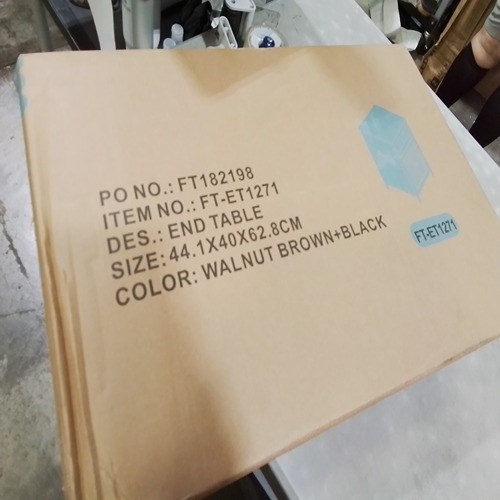 PO NO.: FT182198
ITEM NO.: FT-ET1271
DES.: END TABLE
SIZE: 44.1X40X62.8CM
COLOR: WALNUT BROWN+BLACK
FT-ET1271